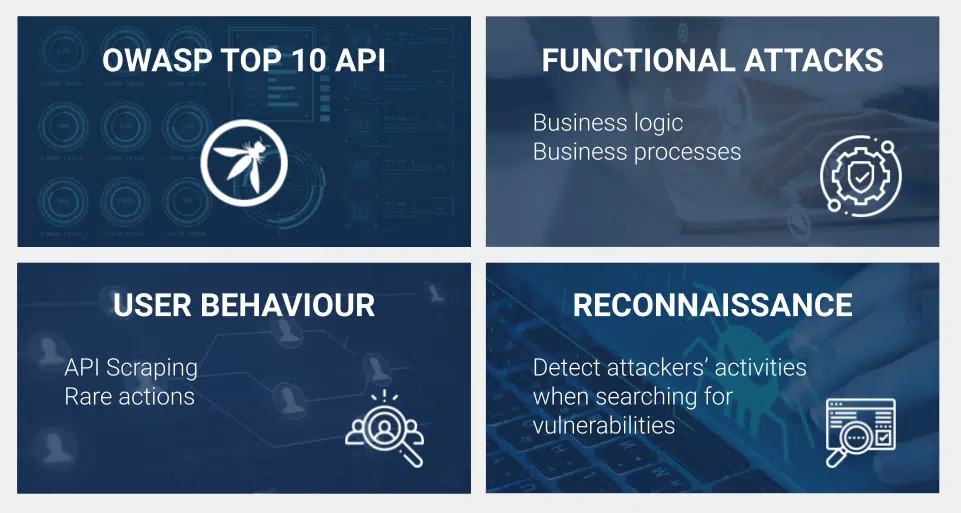 OWASP TOP 10 API
FUNCTIONAL ATTACKS
Business logic
Business processes
USER BEHAVIOUR
API Scraping
Rare actions
RECONNAISSANCE
Detect attackers’ activities
when searching for
vulnerabilities